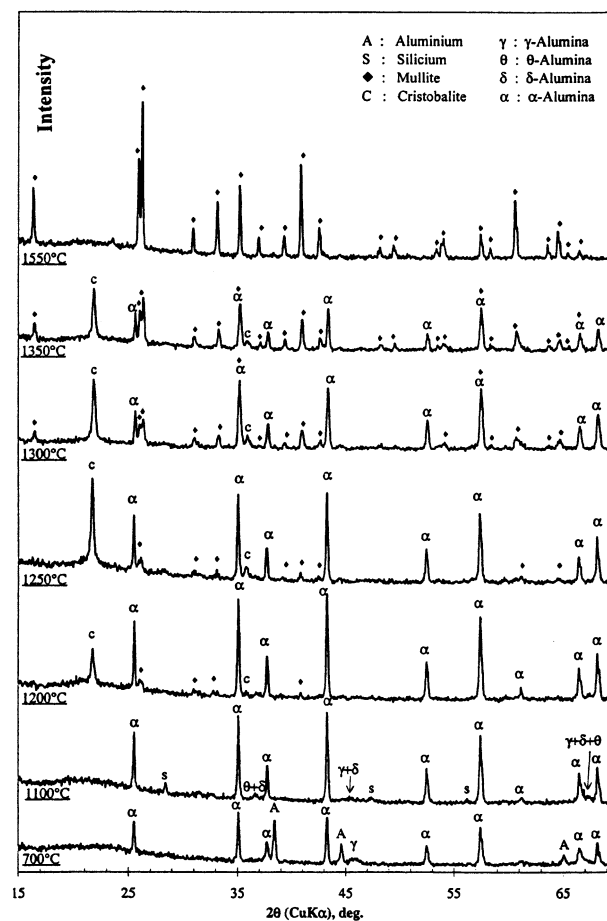 Intensity
A : Aluminium γ : γ-Alumina
S : Silicium θ : θ-Alumina
◆ : Mullite δ : δ-Alumina
C : Cristobalite α : α-Alumina
1550°C
c
α
α
c
α
α
α
α
α
α
1350°C
c
α
α
c
α
α
α
α
α
α
1300°C
c
α
α
c
α
α
α
α
α
α
1250°C
c
α
α
c
α
α
α
α
α
α
α
1200°C
α
s
α
θ+δ
α
α
γ+δ
s
α
s
α
α
γ+δ+θ
α
α
1100°C
α
α
α
A
α
A
γ
α
α
A
α
α
700°C
15 25 35 45 55 65
2θ (CuKα), deg.